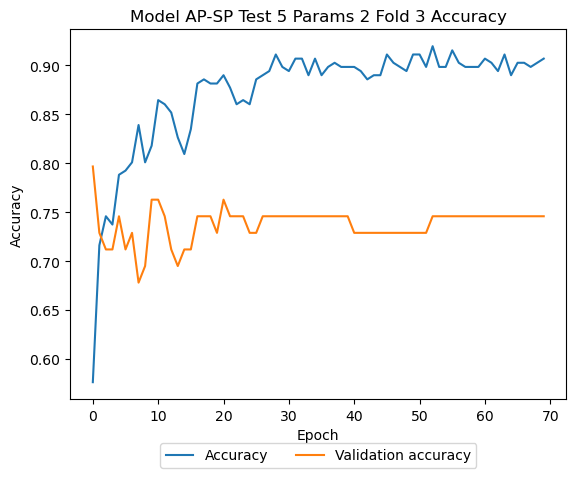 Model AP-SP Test 5 Params 2 Fold 3 Accuracy
0.90
0.85
0.80
0.75
0.70
0.65
0.60
Accuracy
0 10 20 30 40 50 60 70
Epoch
Accuracy Validation accuracy